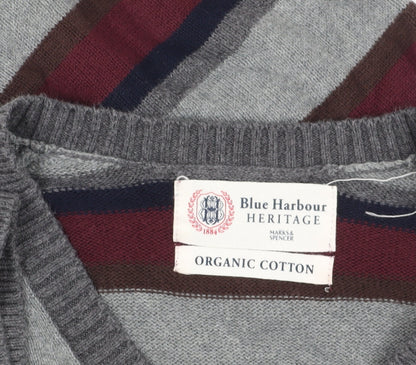 Blue Harbour
HERITAGE
MARKS &
SPENCER
1884
ORGANIC COTTON